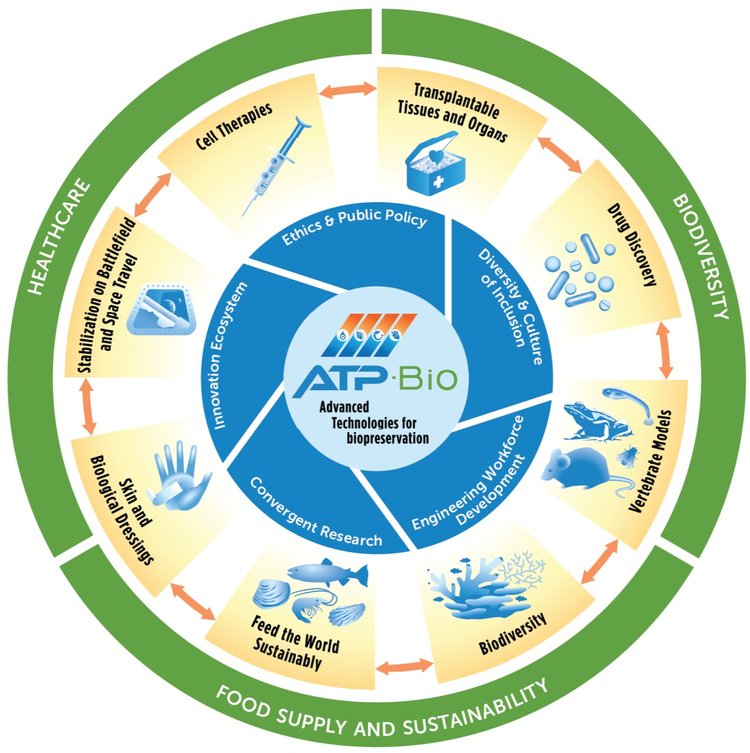 HEALTHCARE
BIODIVERSITY
FOOD SUPPLY AND SUSTAINABILITY
Cell Therapies
Transplantable
Tissues and Organs
Drug Discovery
Vertebrate Models
Biodiversity
Feed the World
Sustainably
Skin and
Biological Dressings
Stabilization on Battlefield
and Space Travel
Ethics & Public Policy
Diversity & Culture
of Inclusion
Engineering Workforce
Development
Convergent Research
Innovation Ecosystem
ATP-Bio
Advanced
Technologies for
biopreservation